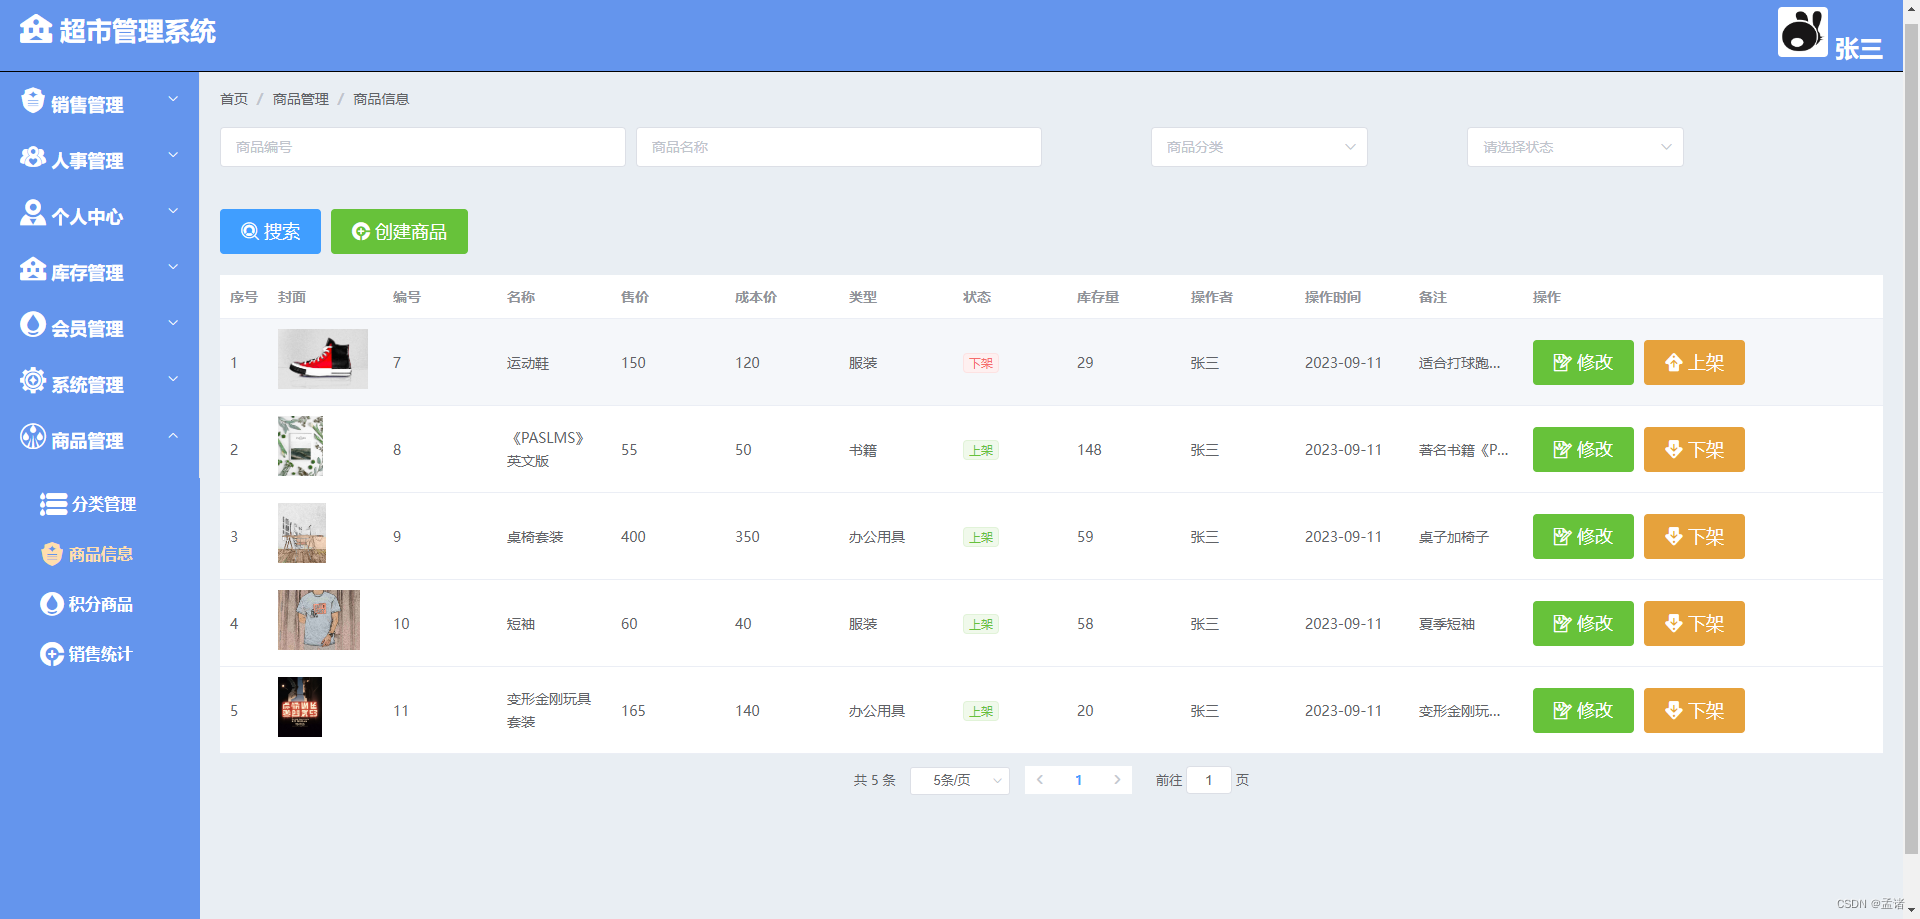 超市管理系统
张三
销售管理
人事管理
个人中心
库存管理
会员管理
系统管理
商品管理
分类管理
商品信息
积分商品
销售统计
首页 / 商品管理 / 商品信息
商品编号 商品名称 商品分类 请选择状态
搜索 创建商品
序号 封面 编号 名称 售价 成本价 类型 状态 库存量 操作者 操作时间 备注 操作
1 7 运动鞋 150 120 服装 下架 29 张三 2023-09-11 适合打球跑... 修改 上架
2 8 《PASLMS》英文版 55 50 书籍 上架 148 张三 2023-09-11 著名书籍《P... 修改 下架
3 9 桌椅套装 400 350 办公用具 上架 59 张三 2023-09-11 桌子加椅子 修改 下架
4 10 短袖 60 40 服装 上架 58 张三 2023-09-11 夏季短袖 修改 下架
5 11 变形金刚玩具套装 165 140 办公用具 上架 20 张三 2023-09-11 变形金刚玩... 修改 下架
共 5 条 5条/页 1 前往 1 页
CSDN @孟诸